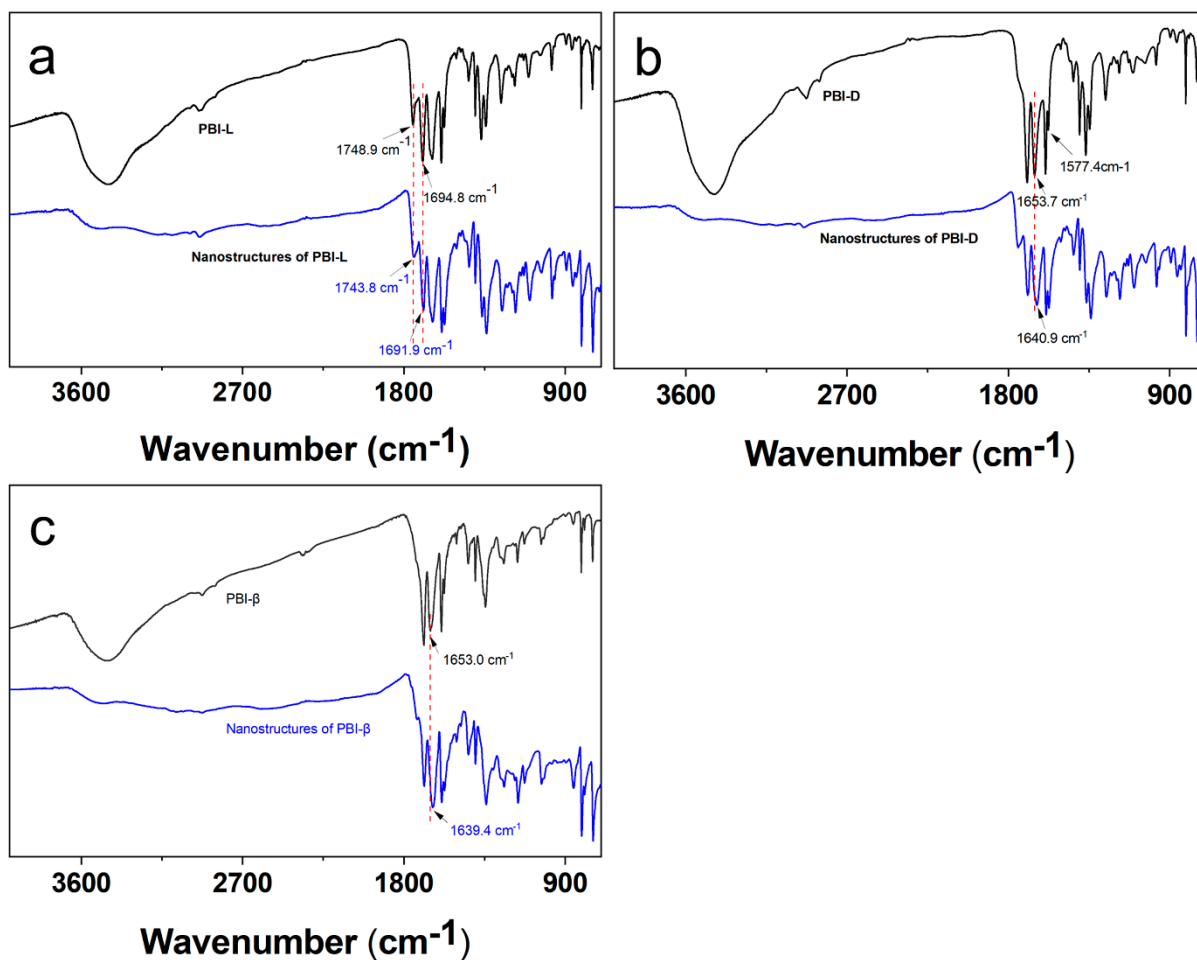 a
PBI-L
1748.9 cm-1
1694.8 cm-1
Nanostructures of PBI-L
1743.8 cm-1
1691.9 cm-1
3600 2700 1800 900
Wavenumber (cm-1)
b
PBI-D
1577.4cm-1
1653.7 cm-1
Nanostructures of PBI-D
1640.9 cm-1
3600 2700 1800 900
Wavenumber (cm-1)
c
PBI-β
1653.0 cm-1
Nanostructures of PBI-β
1639.4 cm-1
3600 2700 1800 900
Wavenumber (cm-1)